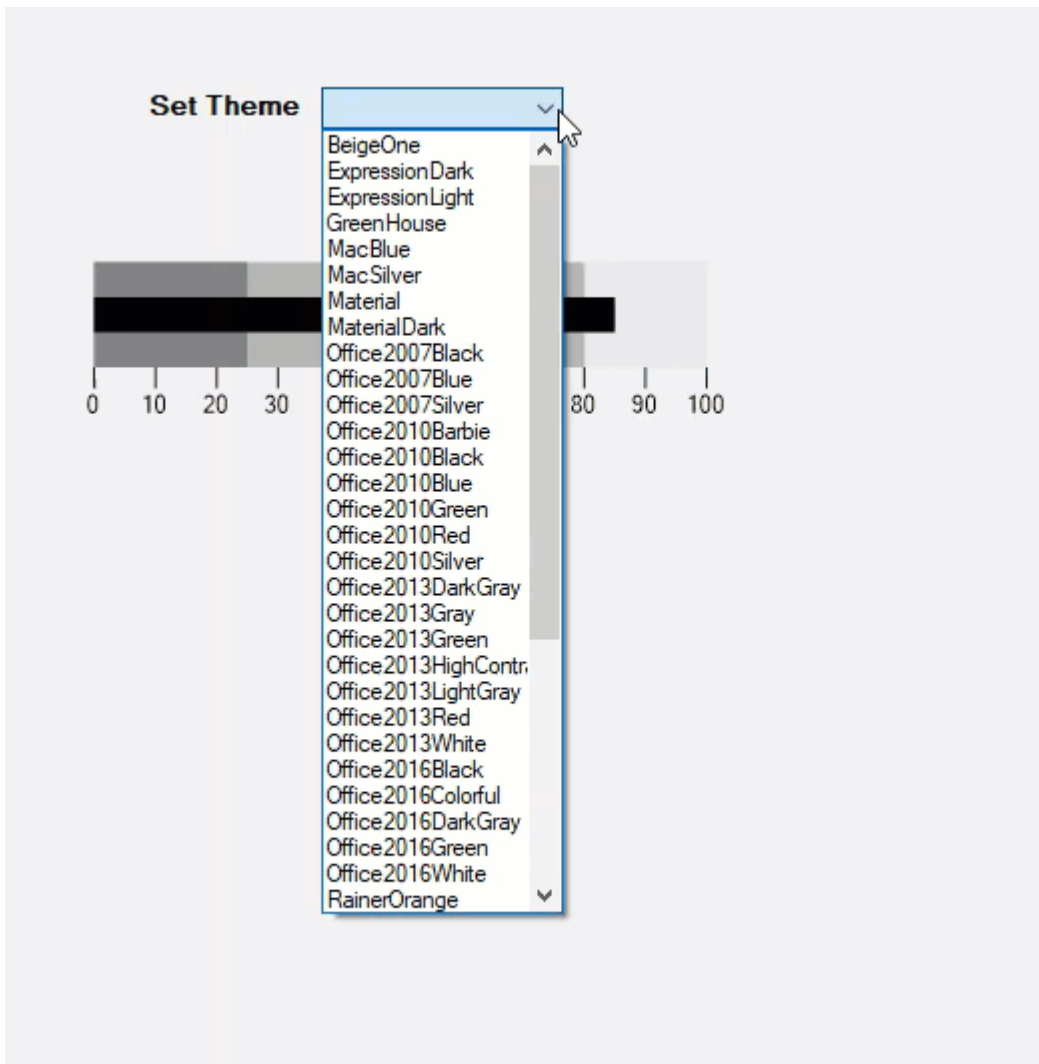 Set Theme
BeigeOne
ExpressionDark
ExpressionLight
GreenHouse
MacBlue
MacSilver
Material
MaterialDark
Office2007Black
Office2007Blue
Office2007Silver
Office2010Barbie
Office2010Black
Office2010Blue
Office2010Green
Office2010Red
Office2010Silver
Office2013DarkGray
Office2013Gray
Office2013Green
Office2013HighContr
Office2013LightGray
Office2013Red
Office2013White
Office2016Black
Office2016Colorful
Office2016DarkGray
Office2016Green
Office2016White
RainerOrange
0 10 20 30 80 90 100